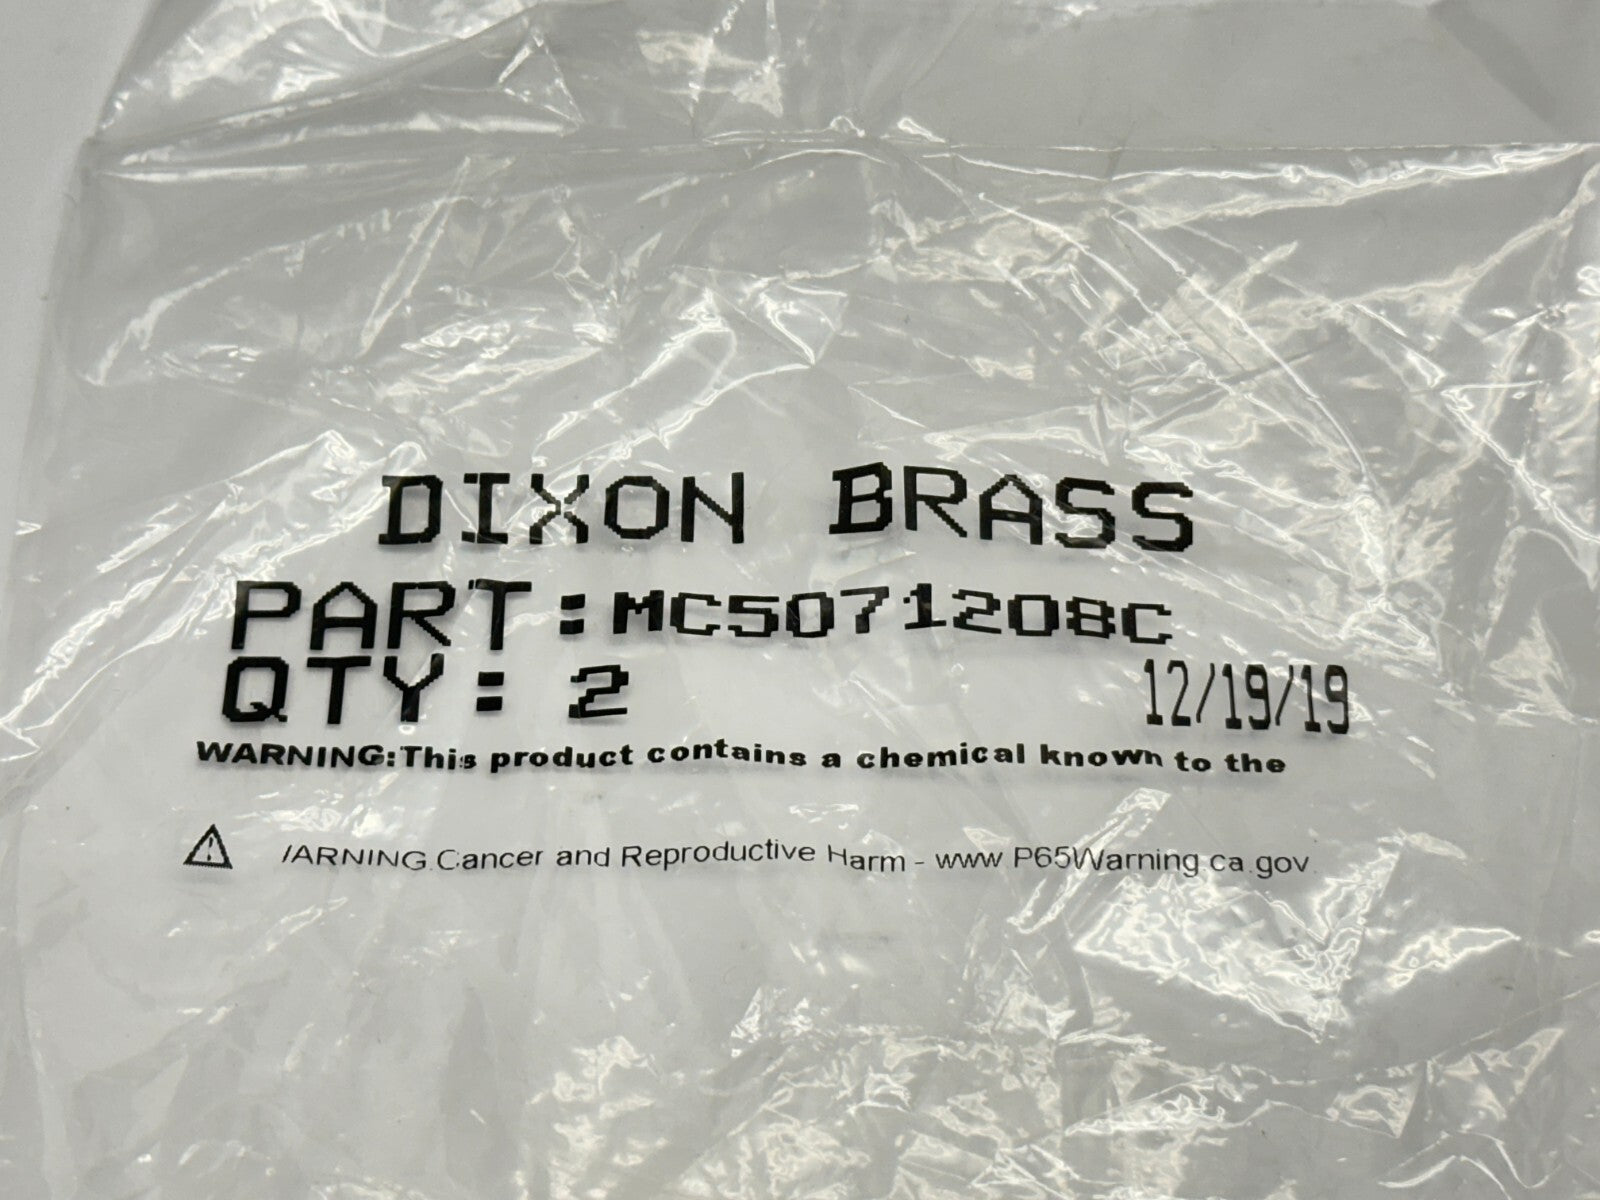 DIXON BRASS
PART:MC5071208C
QTY: 2 12/19/19
WARNING:This product contains a chemical known to the
⚠ /ARNING.Cancer and Reproductive Harm - www P65Warning.ca.gov.